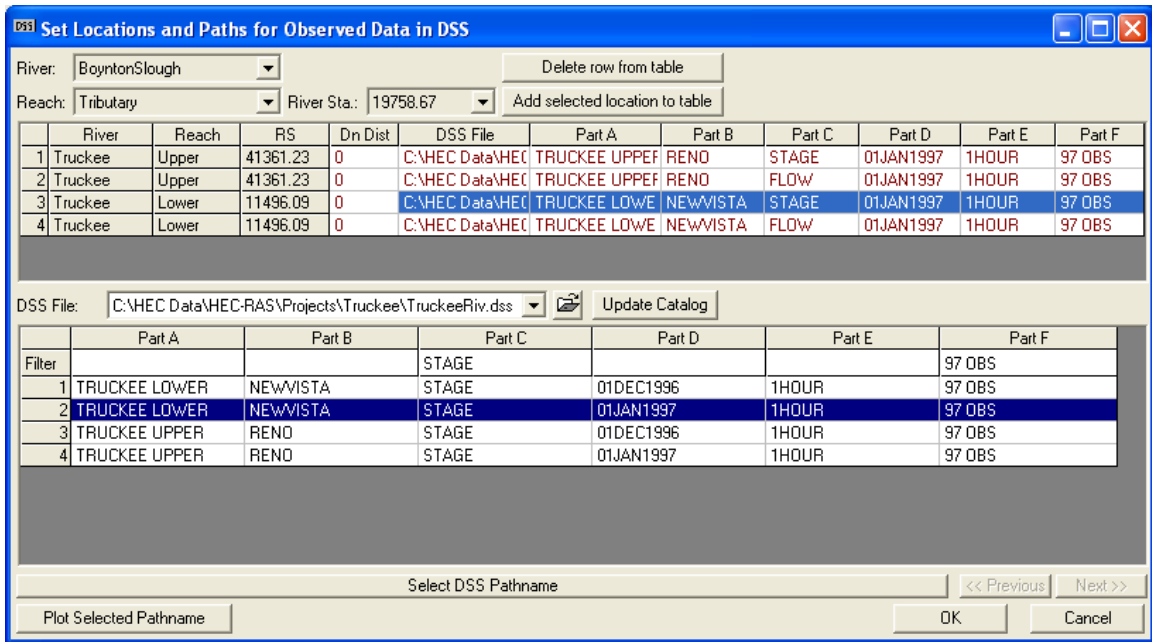 DSS Set Locations and Paths for Observed Data in DSS
River: BoyntonSlough Delete row from table
Reach: Tributary River Sta.: 19758.67 Add selected location to table
River Reach RS Dn Dist DSS File Part A Part B Part C Part D Part E Part F
1 Truckee Upper 41361.23 0 C:\HEC Data\HEC TRUCKEE UPPER RENO STAGE 01JAN1997 1HOUR 97 OBS
2 Truckee Upper 41361.23 0 C:\HEC Data\HEC TRUCKEE UPPER RENO FLOW 01JAN1997 1HOUR 97 OBS
3 Truckee Lower 11496.09 0 C:\HEC Data\HEC TRUCKEE LOWE NEWVISTA STAGE 01JAN1997 1HOUR 97 OBS
4 Truckee Lower 11496.09 0 C:\HEC Data\HEC TRUCKEE LOWE NEWVISTA FLOW 01JAN1997 1HOUR 97 OBS
DSS File: C:\HEC Data\HEC-RAS\Projects\Truckee\TruckeeRiv.dss Update Catalog
Part A Part B Part C Part D Part E Part F
Filter STAGE 97 OBS
1 TRUCKEE LOWER NEWVISTA STAGE 01DEC1996 1HOUR 97 OBS
2 TRUCKEE LOWER NEWVISTA STAGE 01JAN1997 1HOUR 97 OBS
3 TRUCKEE UPPER RENO STAGE 01DEC1996 1HOUR 97 OBS
4 TRUCKEE UPPER RENO STAGE 01JAN1997 1HOUR 97 OBS
Select DSS Pathname << Previous Next >>
Plot Selected Pathname OK Cancel